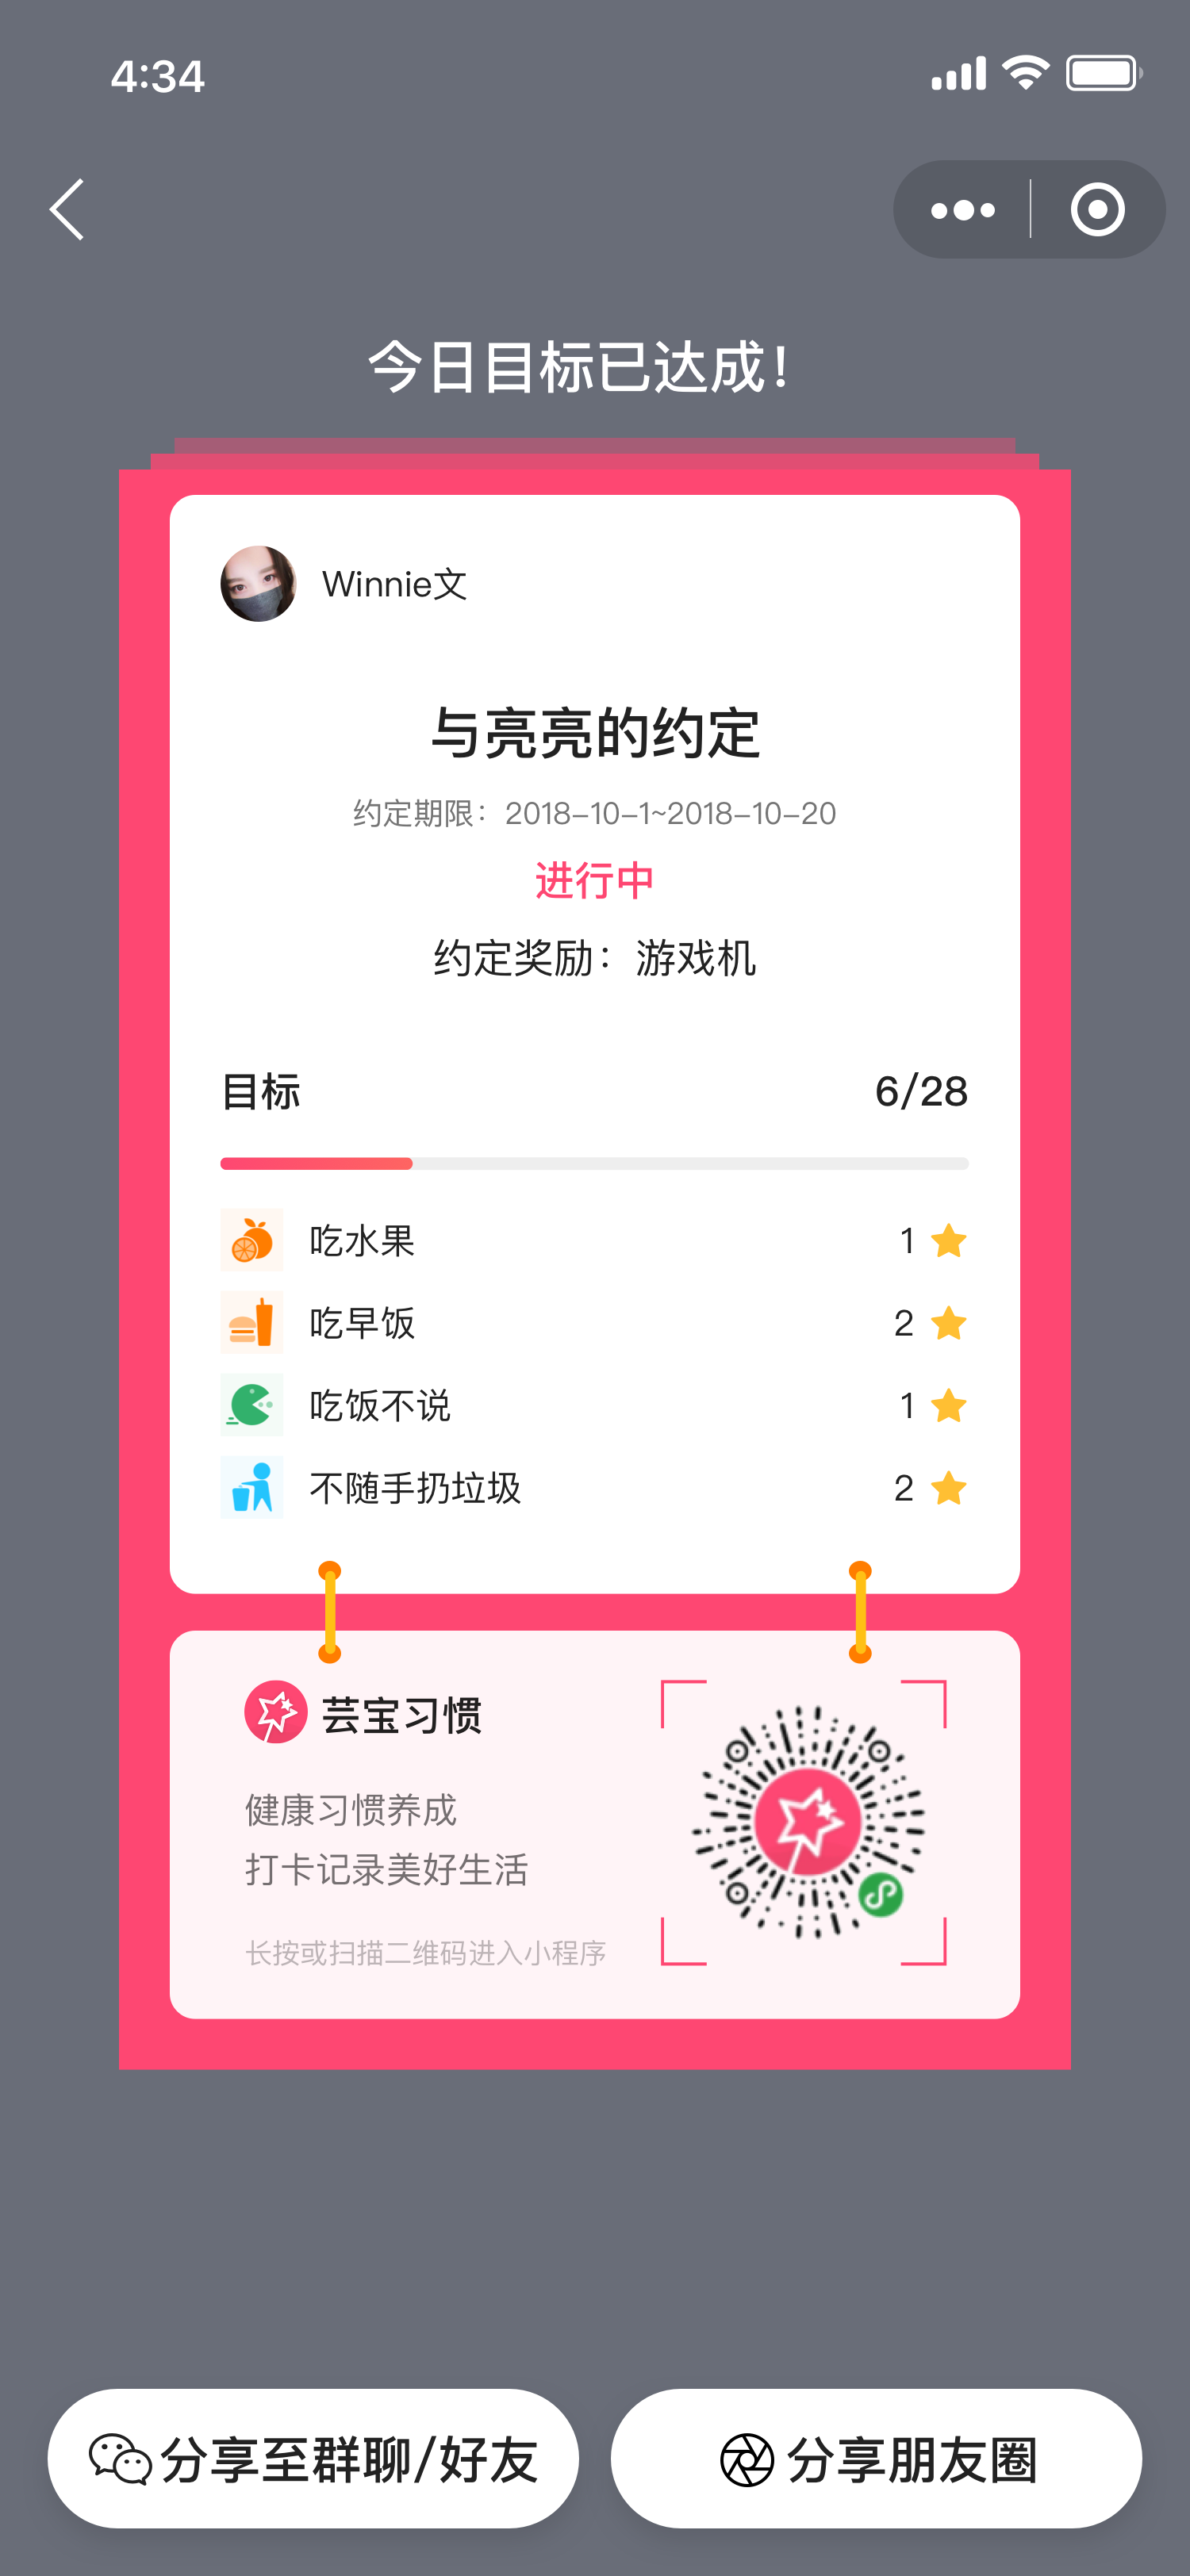 4:34
今日目标已达成！
Winnie文
与亮亮的约定
约定期限：2018-10-1~2018-10-20
进行中
约定奖励：游戏机
目标 6/28
吃水果 1
吃早饭 2
吃饭不说 1
不随手扔垃圾 2
芸宝习惯
健康习惯养成
打卡记录美好生活
长按或扫描二维码进入小程序
分享至群聊/好友 分享朋友圈